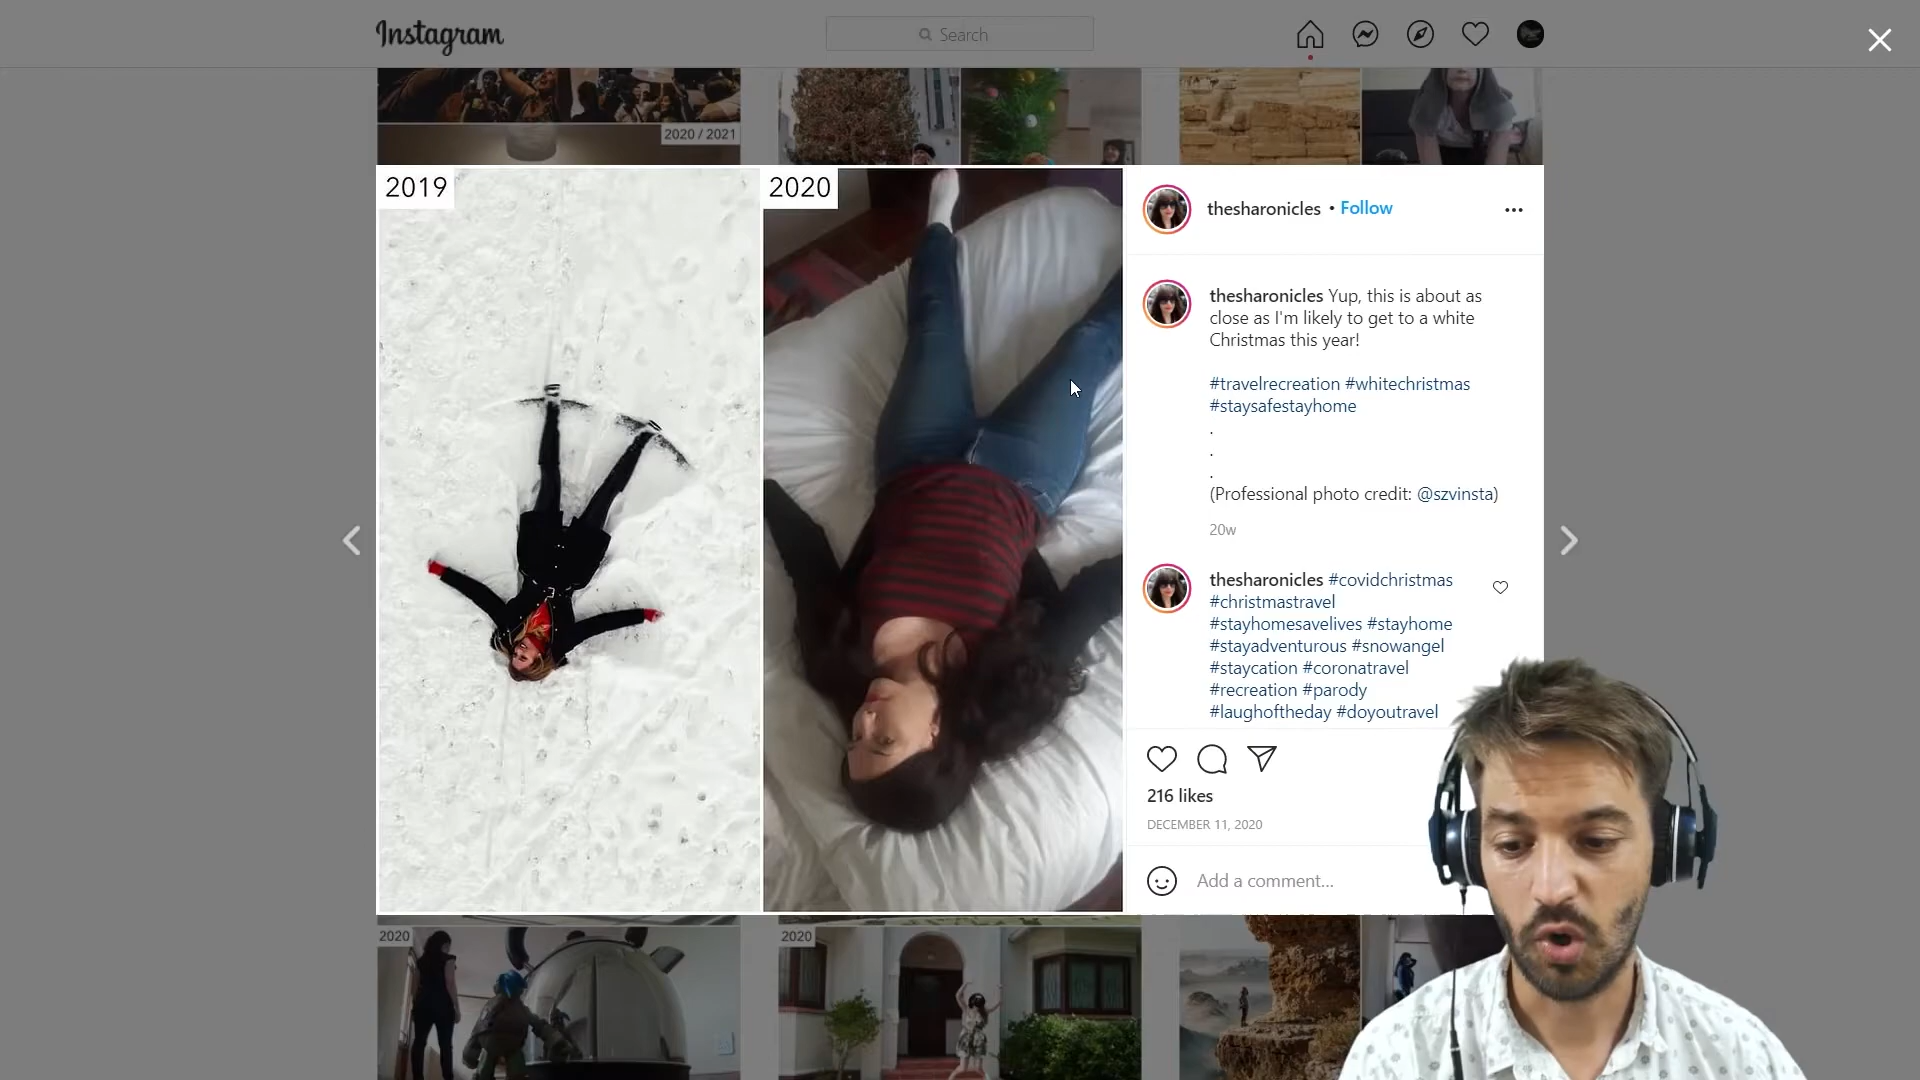 Instagram
Search
2020 / 2021
2019
2020
thesharonicles • Follow
thesharonicles Yup, this is about as
close as I'm likely to get to a white
Christmas this year!
#travelrecreation #whitechristmas
#staysafestayhome
.
.
.
(Professional photo credit: @szvinsta)
20w
thesharonicles #covidchristmas
#christmastravel
#stayhomesavelives #stayhome
#stayadventurous #snowangel
#staycation #coronatravel
#recreation #parody
#laughoftheday #doyoutravel
216 likes
DECEMBER 11, 2020
Add a comment...
2020
2020